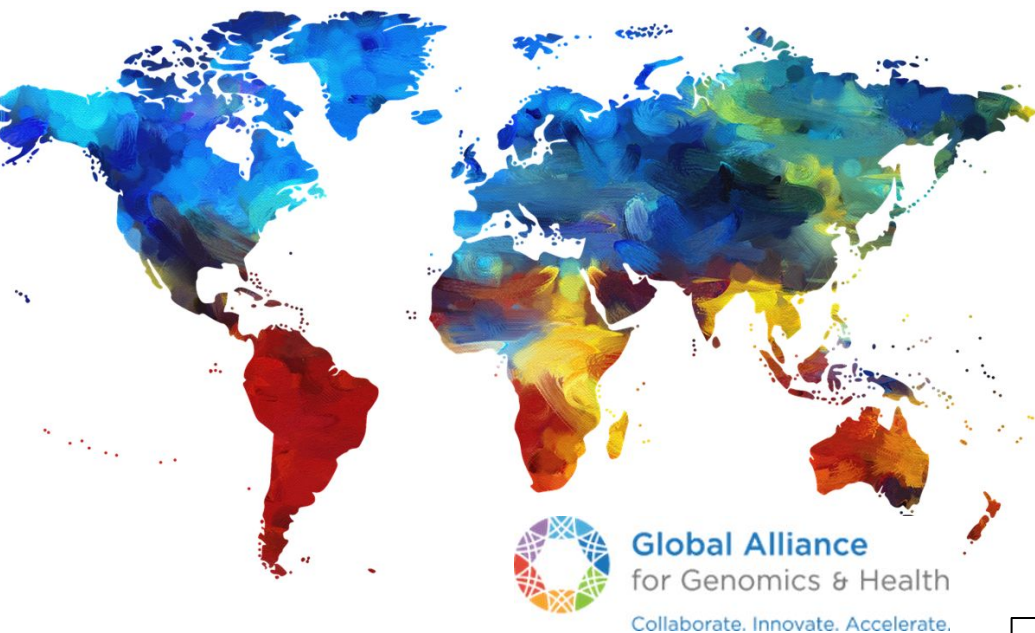 Global Alliance
for Genomics & Health
Collaborate. Innovate. Accelerate.